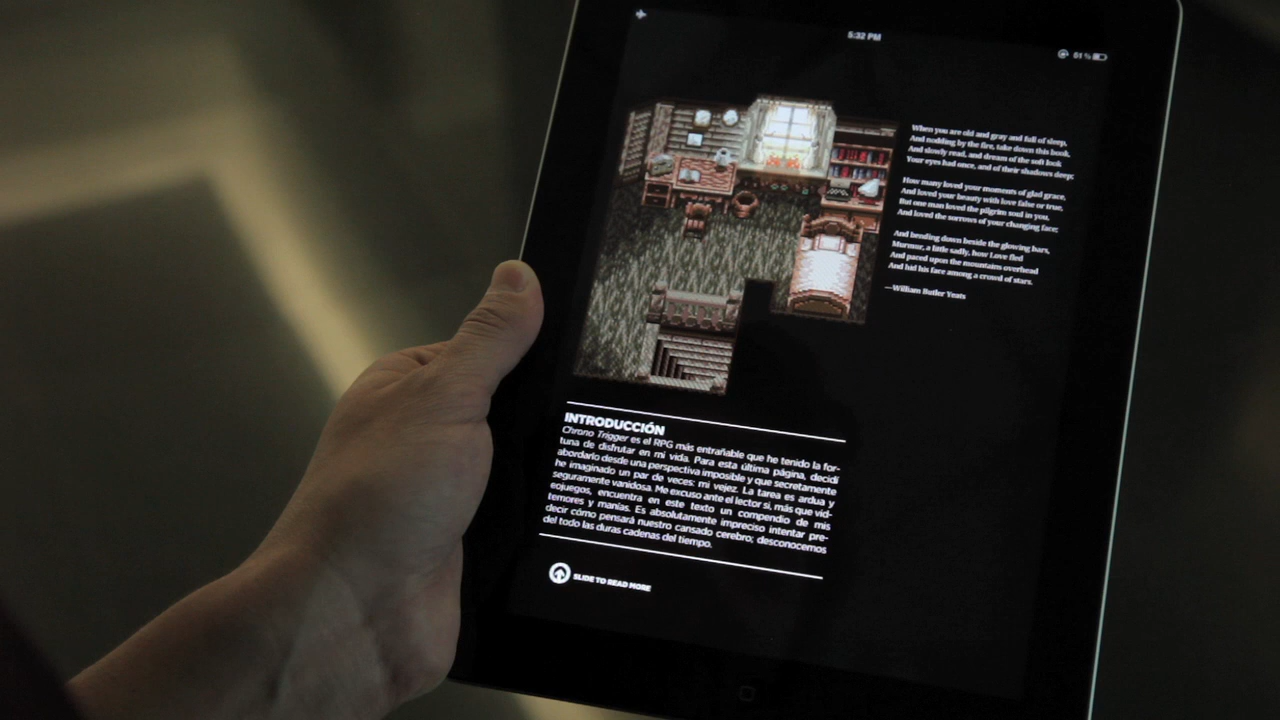 5:32 PM
61 %
When you are old and gray and full of sleep,
And nodding by the fire, take down this book,
And slowly read, and dream of the soft look
Your eyes had once, and of their shadows deep;
How many loved your moments of glad grace,
And loved your beauty with love false or true,
But one man loved the pilgrim soul in you,
And loved the sorrows of your changing face;
And bending down beside the glowing bars,
Murmur, a little sadly, how Love fled
And paced upon the mountains overhead
And hid his face among a crowd of stars.
—William Butler Yeats
INTRODUCCIÓN
Chrono Trigger es el RPG más entrañable que he tenido la for-
tuna de disfrutar en mi vida. Para esta última página, decidí
abordarlo desde una perspectiva imposible y que secretamente
he imaginado un par de veces: mi vejez. La tarea es ardua y
seguramente vanidosa. Me excuso ante el lector si, más que vid-
eojuegos, encuentra en este texto un compendio de mis
temores y manías. Es absolutamente impreciso intentar pre-
decir cómo pensará nuestro cansado cerebro; desconocemos
del todo las duras cadenas del tiempo.
SLIDE TO READ MORE